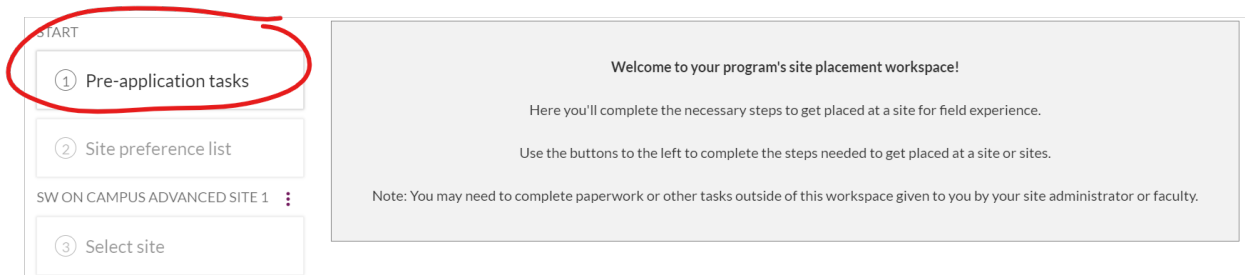 START
1 Pre-application tasks
2 Site preference list
SW ON CAMPUS ADVANCED SITE 1
3 Select site
Welcome to your program's site placement workspace!
Here you'll complete the necessary steps to get placed at a site for field experience.
Use the buttons to the left to complete the steps needed to get placed at a site or sites.
Note: You may need to complete paperwork or other tasks outside of this workspace given to you by your site administrator or faculty.